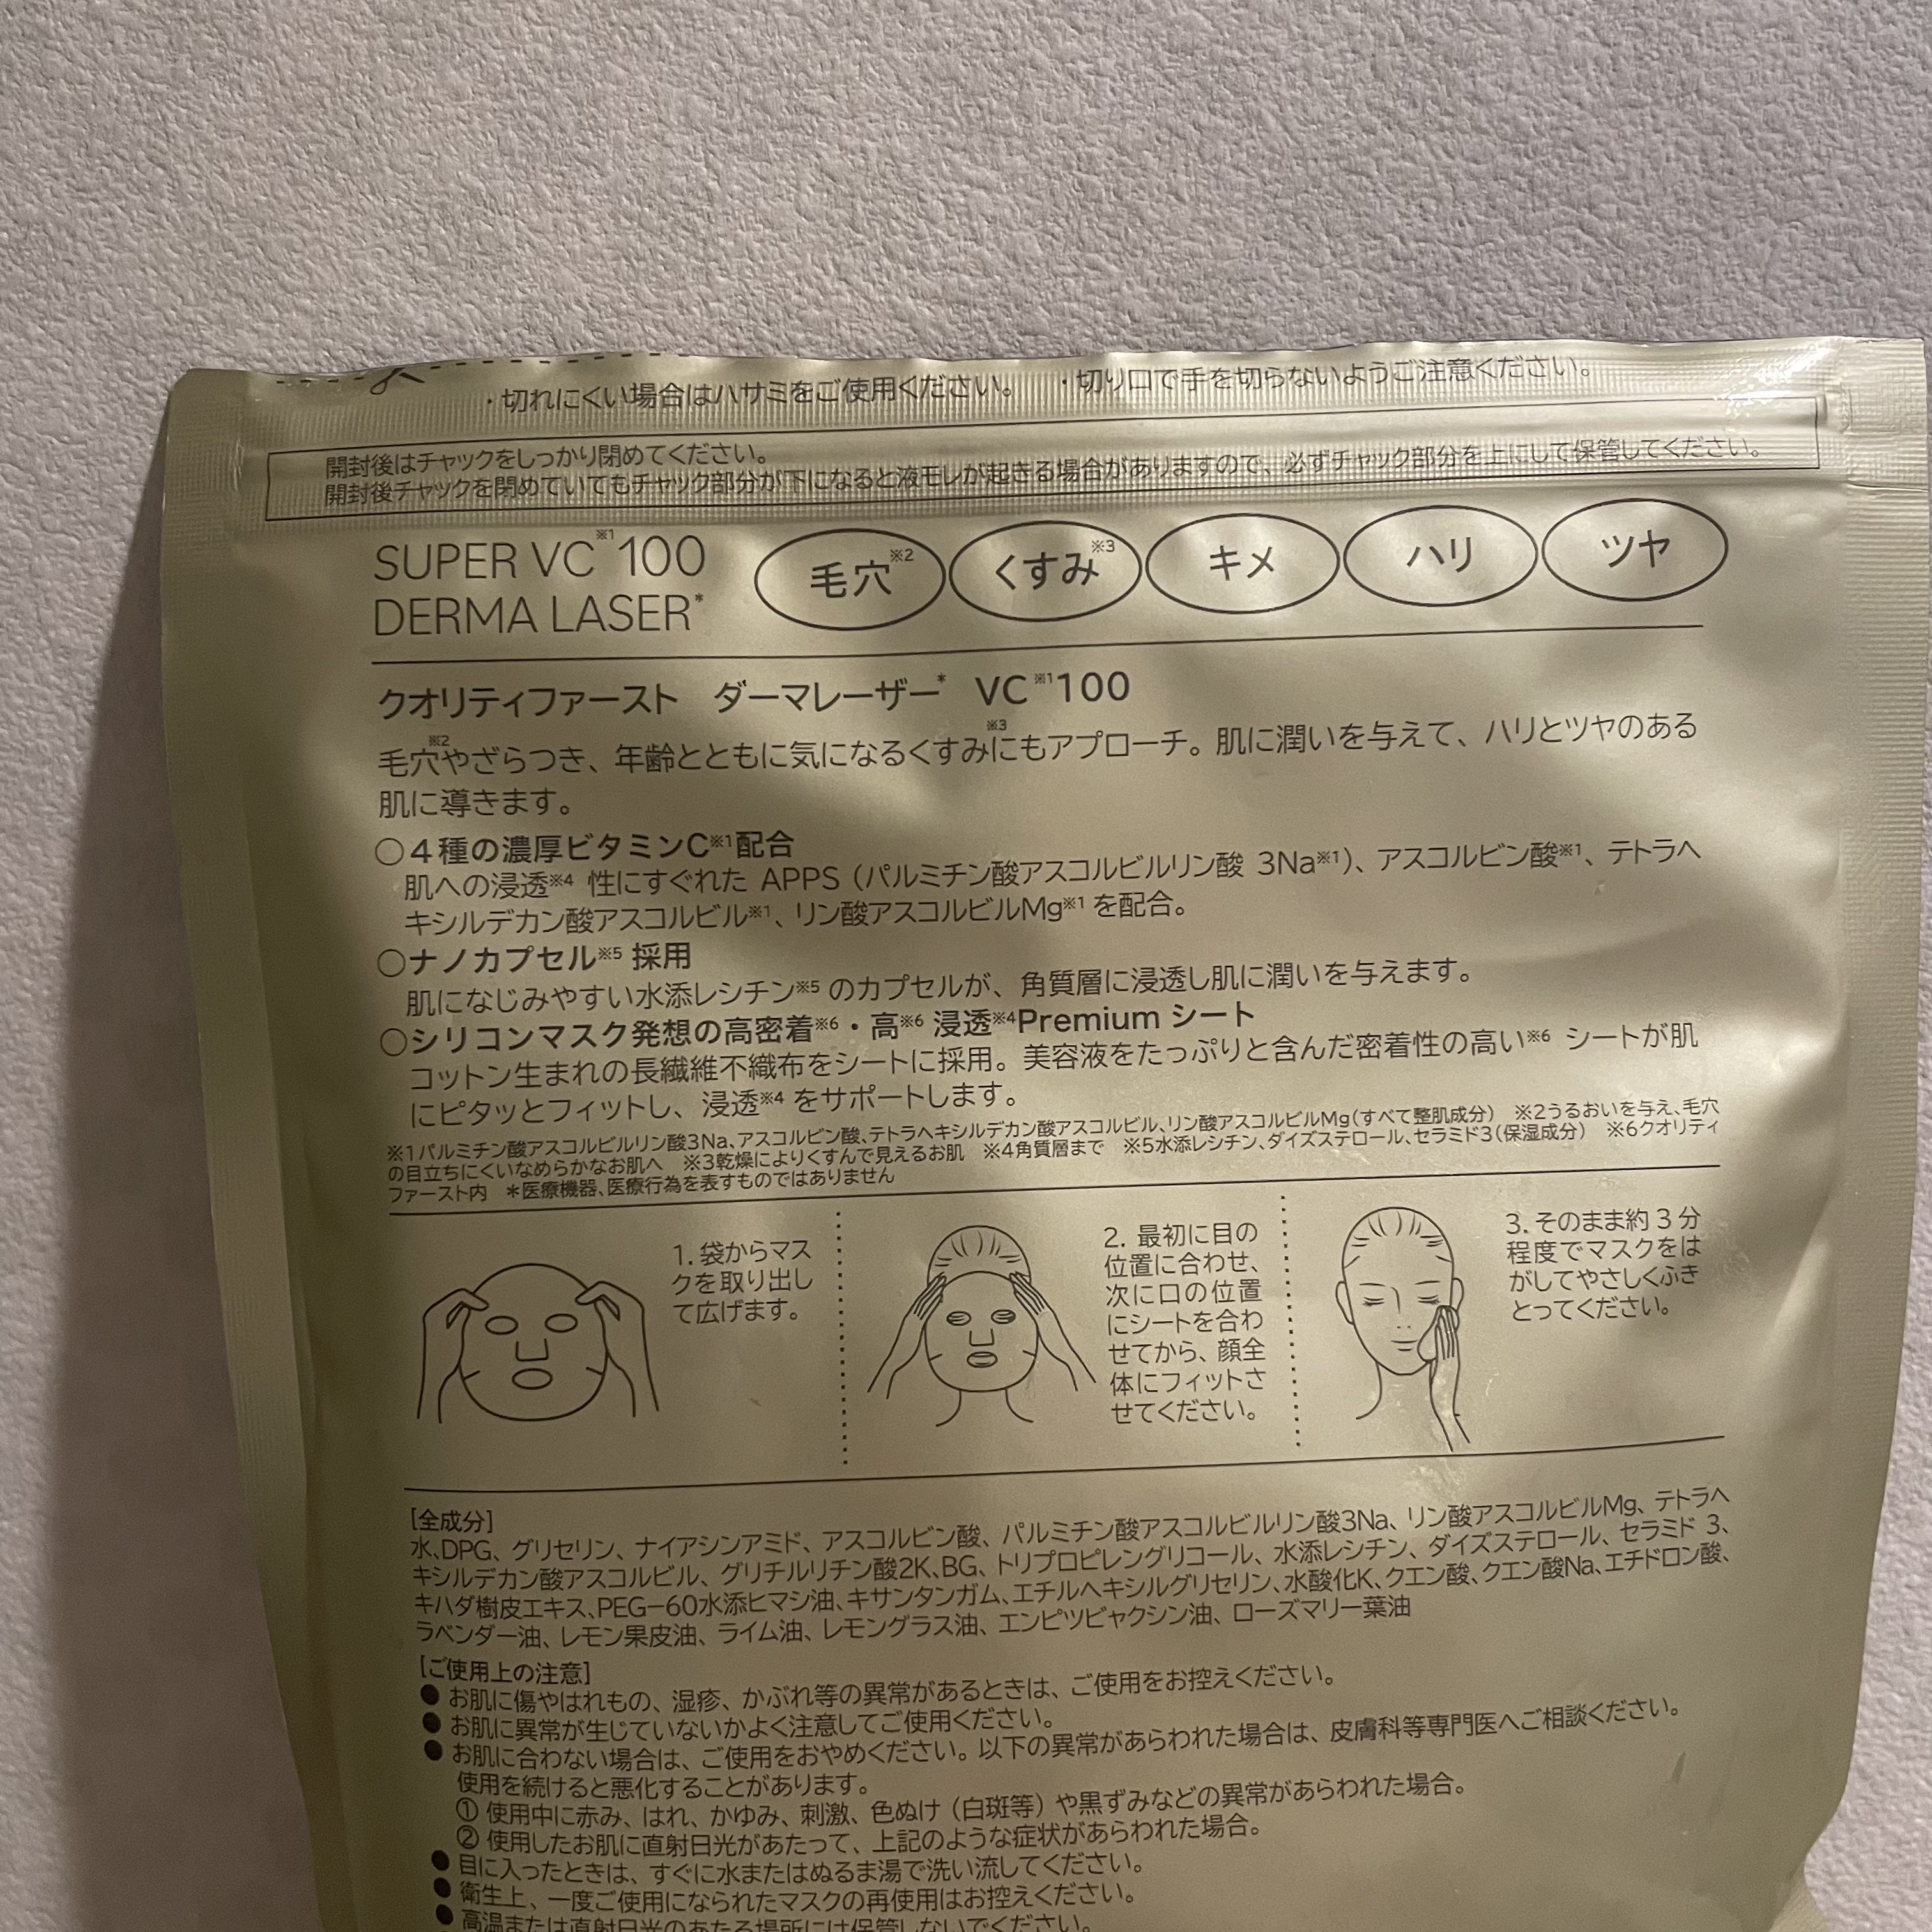 ・切れにくい場合はハサミをご使用ください。 ・切り口で手を切らないようご注意ください。
開封後はチャックをしっかり閉めてください。
開封後チャックを閉めていてもチャック部分が下になると液モレが起きる場合がありますので、必ずチャック部分を上にして保管してください。
SUPER VC※1100
DERMA LASER*
毛穴※2 くすみ※3 キメ ハリ ツヤ
クオリティファースト ダーマレーザー* VC※1100
毛穴※2やざらつき、年齢とともに気になるくすみ※3にもアプローチ。肌に潤いを与えて、ハリとツヤのある
肌に導きます。
○4種の濃厚ビタミンC※1配合
肌への浸透※4 性にすぐれた APPS（パルミチン酸アスコルビルリン酸 3Na※1）、アスコルビン酸※1、テトラヘ
キシルデカン酸アスコルビル※1、リン酸アスコルビルMg※1 を配合。
○ナノカプセル※5 採用
肌になじみやすい水添レシチン※5 のカプセルが、角質層に浸透し肌に潤いを与えます。
○シリコンマスク発想の高密着※6・高※6 浸透※4Premium シート
コットン生まれの長繊維不織布をシートに採用。美容液をたっぷりと含んだ密着性の高い※6 シートが肌
にピタッとフィットし、浸透※4 をサポートします。
※1パルミチン酸アスコルビルリン酸3Na、アスコルビン酸、テトラヘキシルデカン酸アスコルビル、リン酸アスコルビルMg（すべて整肌成分） ※2うるおいを与え、毛穴
の目立ちにくいなめらかなお肌へ ※3乾燥によりくすんで見えるお肌 ※4角質層まで ※5水添レシチン、ダイズステロール、セラミド3（保湿成分） ※6クオリティ
ファースト内 ＊医療機器、医療行為を表すものではありません
1. 袋からマス
クを取り出し
て広げます。
2. 最初に目の
位置に合わせ、
次に口の位置
にシートを合わ
せてから、顔全
体にフィットさ
せてください。
3. そのまま約 3 分
程度でマスクをは
がしてやさしくふき
とってください。
[全成分]
水、DPG、グリセリン、ナイアシンアミド、アスコルビン酸、パルミチン酸アスコルビルリン酸3Na、リン酸アスコルビルMg、テトラヘ
キシルデカン酸アスコルビル、グリチルリチン酸2K、BG、トリプロピレングリコール、水添レシチン、ダイズステロール、セラミド 3、
キハダ樹皮エキス、PEG－60水添ヒマシ油、キサンタンガム、エチルヘキシルグリセリン、水酸化K、クエン酸、クエン酸Na、エチドロン酸、
ラベンダー油、レモン果皮油、ライム油、レモングラス油、エンピツビャクシン油、ローズマリー葉油
[ご使用上の注意]
● お肌に傷やはれもの、湿疹、かぶれ等の異常があるときは、ご使用をお控えください。
● お肌に異常が生じていないかよく注意してご使用ください。
● お肌に合わない場合は、ご使用をおやめください。以下の異常があらわれた場合は、皮膚科等専門医へご相談ください。
使用を続けると悪化することがあります。
① 使用中に赤み、はれ、かゆみ、刺激、色ぬけ（白斑等）や黒ずみなどの異常があらわれた場合。
② 使用したお肌に直射日光があたって、上記のような症状があらわれた場合。
● 目に入ったときは、すぐに水またはぬるま湯で洗い流してください。
● 衛生上、一度ご使用になられたマスクの再使用はお控えください。
● 高温または直射日光のあたる場所には保管しないでください。